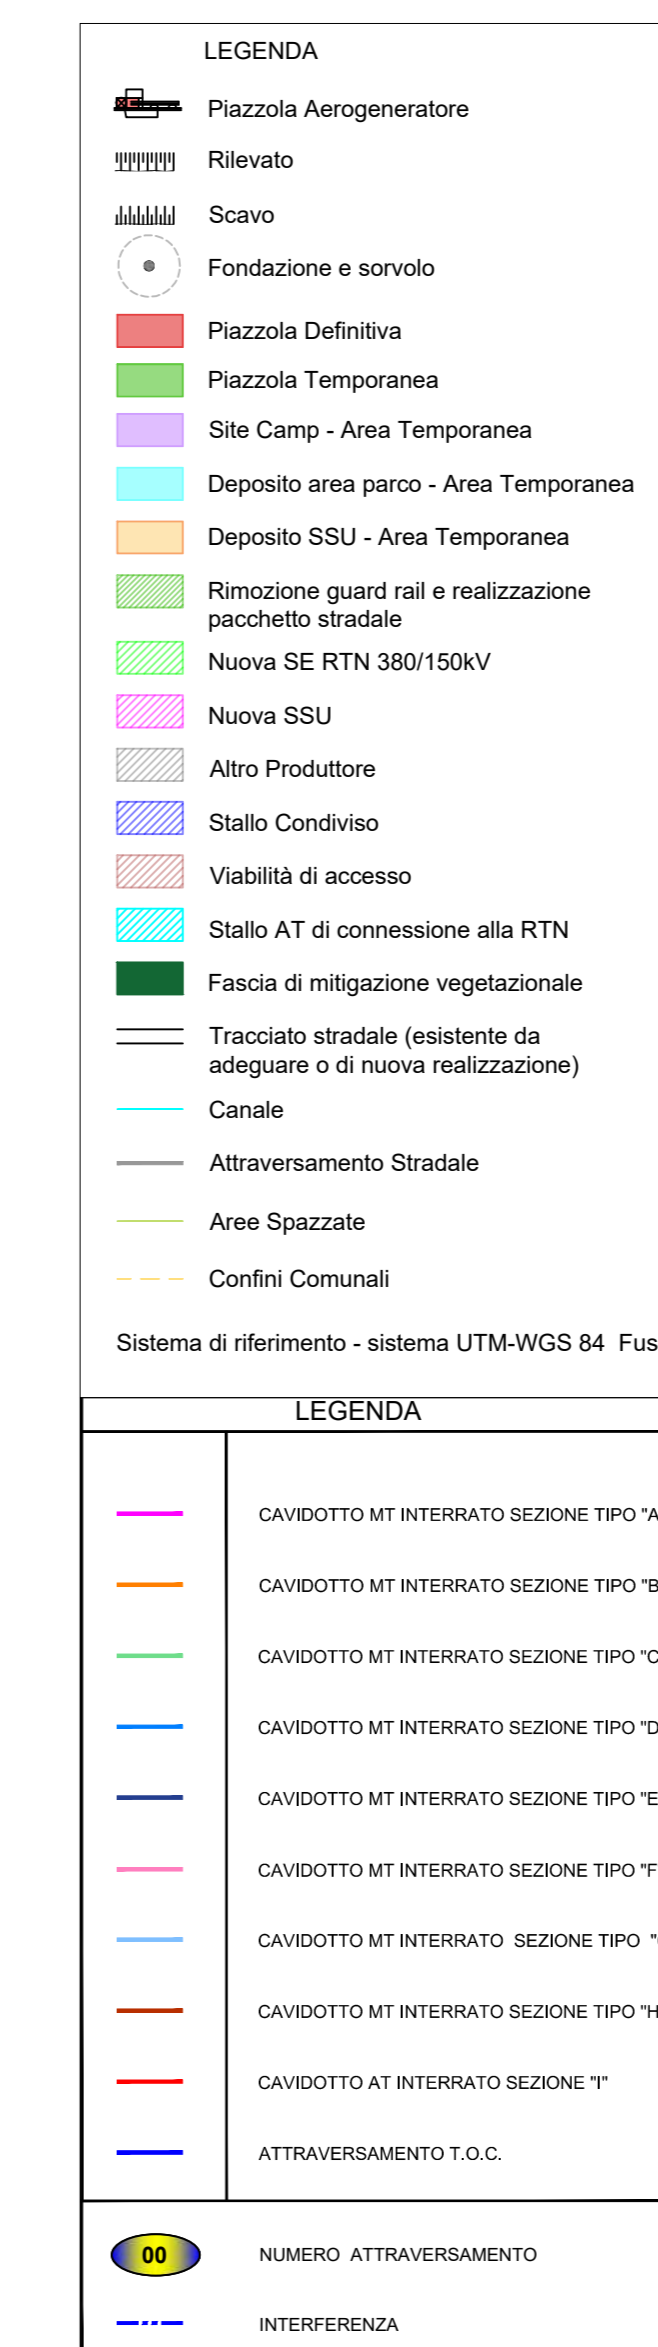 LEGENDA
Piazzola Aerogeneratore
Rilevato
Scavo
Fondazione e sorvolo
Piazzola Definitiva
Piazzola Temporanea
Site Camp - Area Temporanea
Deposito area parco - Area Temporanea
Deposito SSU - Area Temporanea
Rimozione guard rail e realizzazione
pacchetto stradale
Nuova SE RTN 380/150kV
Nuova SSU
Altro Produttore
Stallo Condiviso
Viabilità di accesso
Stallo AT di connessione alla RTN
Fascia di mitigazione vegetazionale
Tracciato stradale (esistente da
adeguare o di nuova realizzazione)
Canale
Attraversamento Stradale
Aree Spazzate
Confini Comunali
Sistema di riferimento - sistema UTM-WGS 84 Fus
LEGENDA
CAVIDOTTO MT INTERRATO SEZIONE TIPO "A
CAVIDOTTO MT INTERRATO SEZIONE TIPO "B
CAVIDOTTO MT INTERRATO SEZIONE TIPO "C
CAVIDOTTO MT INTERRATO SEZIONE TIPO "D
CAVIDOTTO MT INTERRATO SEZIONE TIPO "E
CAVIDOTTO MT INTERRATO SEZIONE TIPO "F
CAVIDOTTO MT INTERRATO SEZIONE TIPO "
CAVIDOTTO MT INTERRATO SEZIONE TIPO "H
CAVIDOTTO AT INTERRATO SEZIONE "I"
ATTRAVERSAMENTO T.O.C.
00 NUMERO ATTRAVERSAMENTO
INTERFERENZA